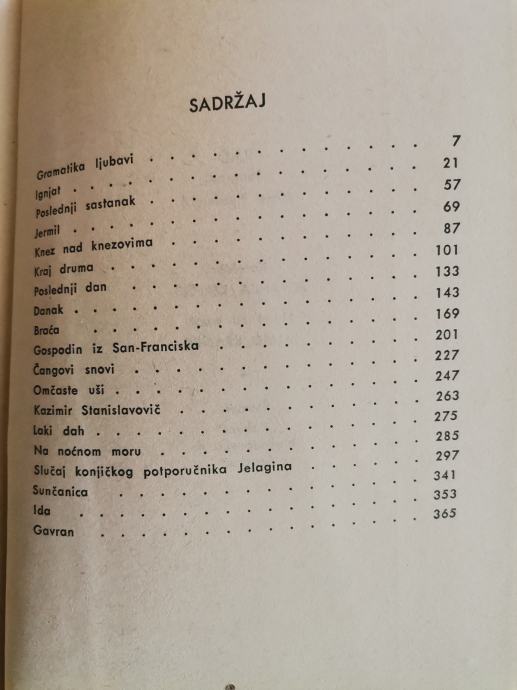 SADRŽAJ
Gramatika ljubavi . . . . . . . . . . 7
Ignjat . . . . . . . . . . . . 21
Poslednji sastanak . . . . . . . . . . 57
Jermil . . . . . . . . . . . . 69
Knez nad knezovima . . . . . . . . . 87
Kraj druma . . . . . . . . . . . 101
Poslednji dan . . . . . . . . . . 133
Danak . . . . . . . . . . . . 143
Braća . . . . . . . . . . . . 169
Gospodin iz San-Franciska . . . . . . . 201
Čangovi snovi . . . . . . . . . . 227
Omčaste uši . . . . . . . . . . . 247
Kazimir Stanislavovič . . . . . . . . 263
Laki dah . . . . . . . . . . . . 275
Na noćnom moru . . . . . . . . . . 285
Slučaj konjičkog potporučnika Jelagina . . . . 297
Sunčanica . . . . . . . . . . . 341
Ida . . . . . . . . . . . . 353
Gavran . . . . . . . . . . . . 365